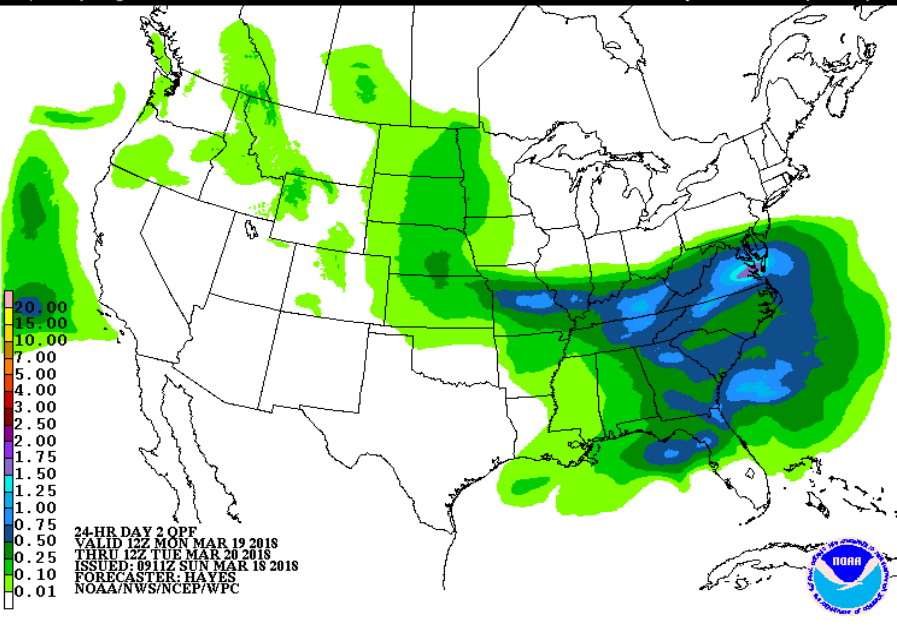 20.00
15.00
10.00
7.00
5.00
4.00
3.00
2.50
2.00
1.75
1.50
1.25
1.00
0.75
0.50
0.25
0.10
0.01
24-HR DAY 2 QPF
VALID 12Z MON MAR 19 2018
THRU 12Z TUE MAR 20 2018
ISSUED: 0911Z SUN MAR 18 2018
FORECASTER: HAYES
NOAA/NWS/NCEP/WPC
NOAA